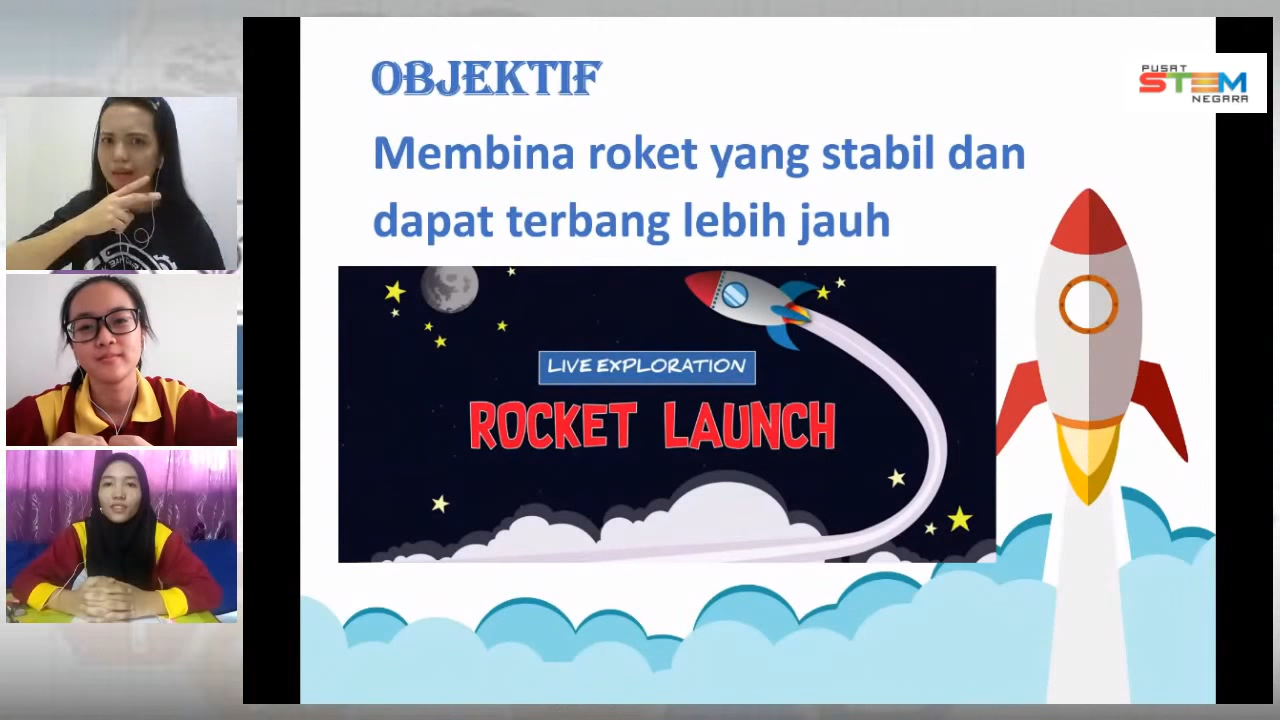 OBJEKTIF
Membina roket yang stabil dan
dapat terbang lebih jauh
PUSAT
STEM
NEGARA
LIVE EXPLORATION
ROCKET LAUNCH